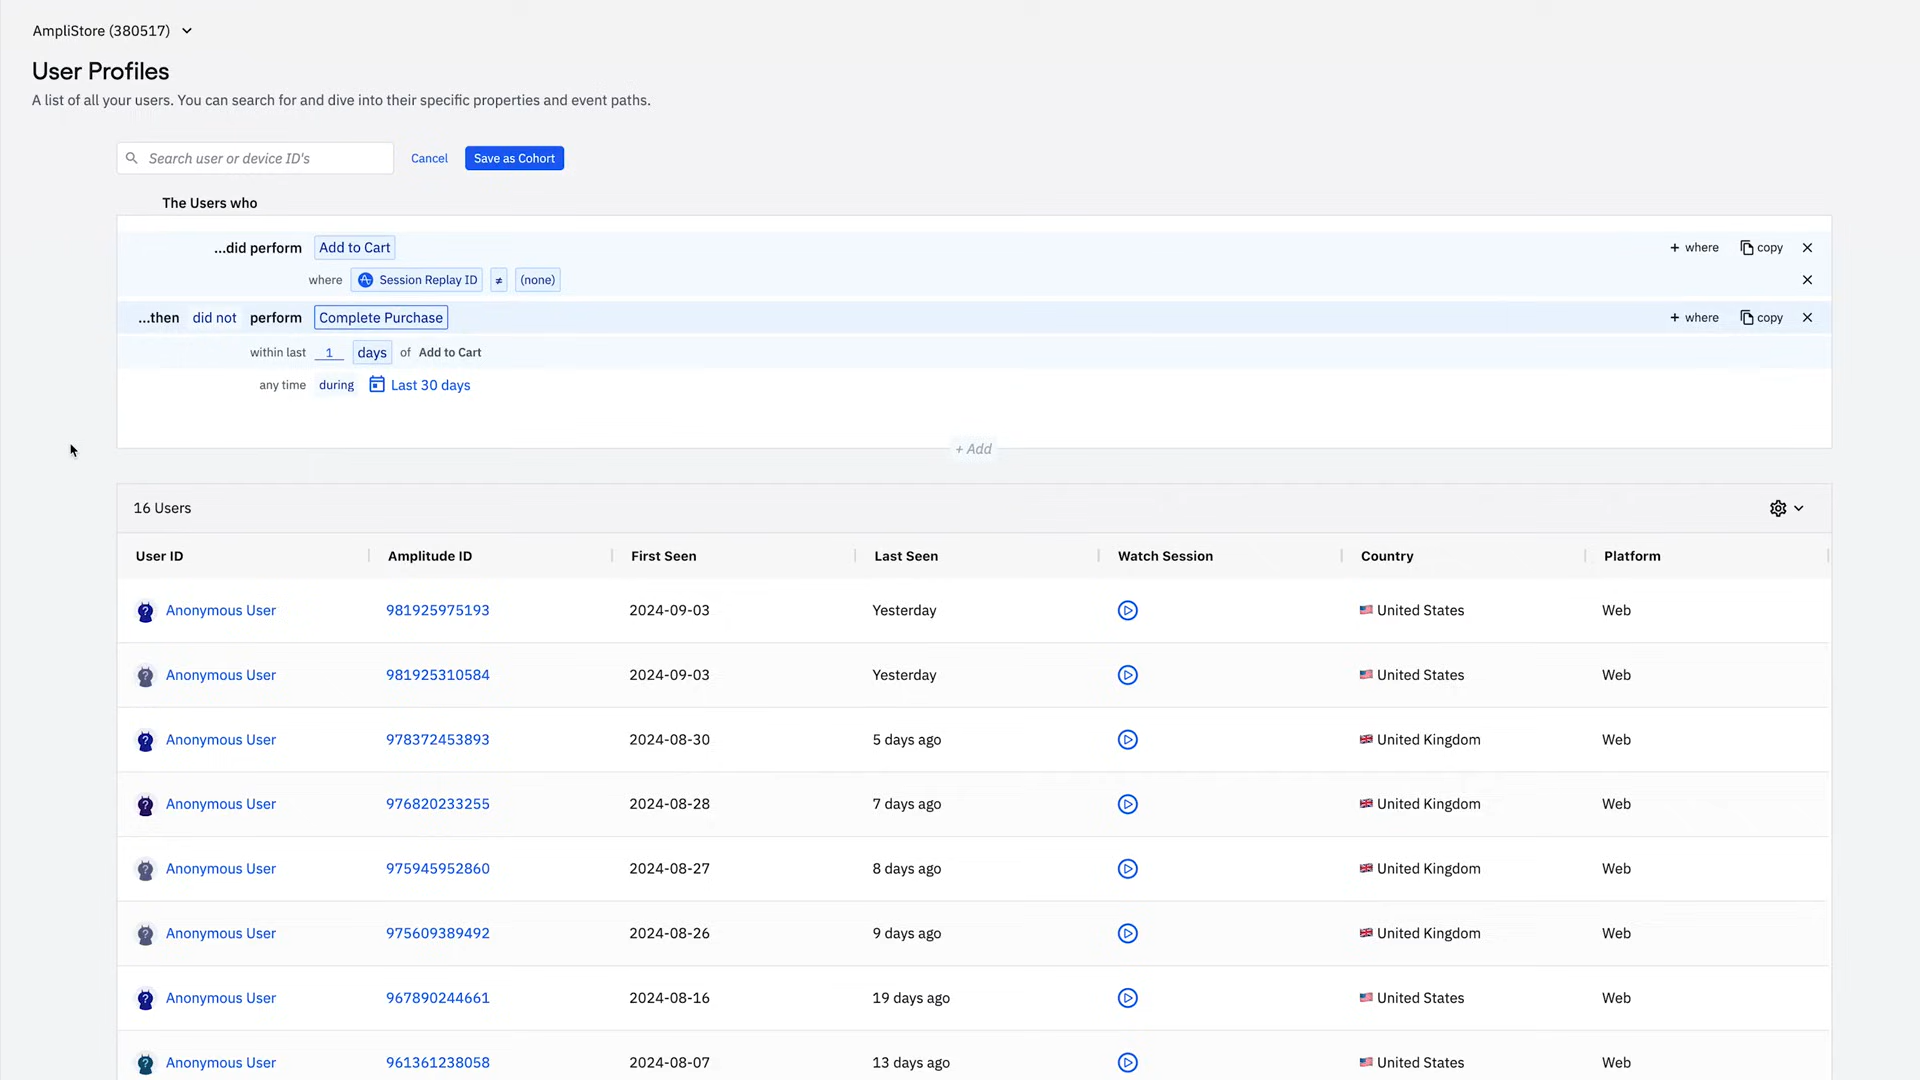 AmpliStore (380517)
User Profiles
A list of all your users. You can search for and dive into their specific properties and event paths.
Search user or device ID's Cancel Save as Cohort
The Users who
...did perform Add to Cart + where copy
where Session Replay ID ≠ (none)
...then did not perform Complete Purchase + where copy
within last 1 days of Add to Cart
any time during Last 30 days
+ Add
16 Users
User ID Amplitude ID First Seen Last Seen Watch Session Country Platform
Anonymous User 981925975193 2024-09-03 Yesterday United States Web
Anonymous User 981925310584 2024-09-03 Yesterday United States Web
Anonymous User 978372453893 2024-08-30 5 days ago United Kingdom Web
Anonymous User 976820233255 2024-08-28 7 days ago United Kingdom Web
Anonymous User 975945952860 2024-08-27 8 days ago United Kingdom Web
Anonymous User 975609389492 2024-08-26 9 days ago United Kingdom Web
Anonymous User 967890244661 2024-08-16 19 days ago United States Web
Anonymous User 961361238058 2024-08-07 13 days ago United States Web